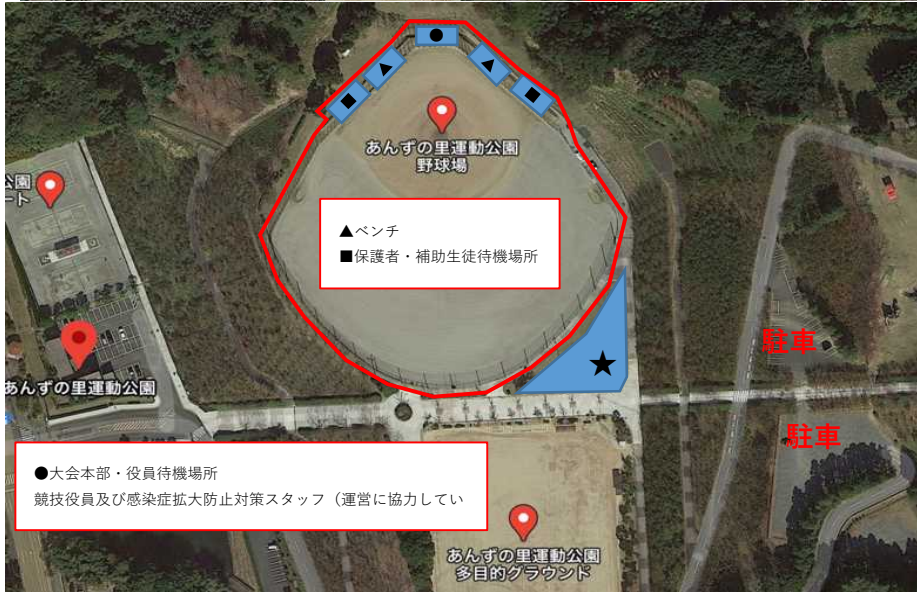 ●
▲
▲
■
■
あんずの里運動公園
野球場
公園
ート
▲ベンチ
■保護者・補助生徒待機場所
★
駐車
あんずの里運動公園
駐車
●大会本部・役員待機場所
競技役員及び感染症拡大防止対策スタッフ（運営に協力してい
あんずの里運動公園
多目的グラウンド